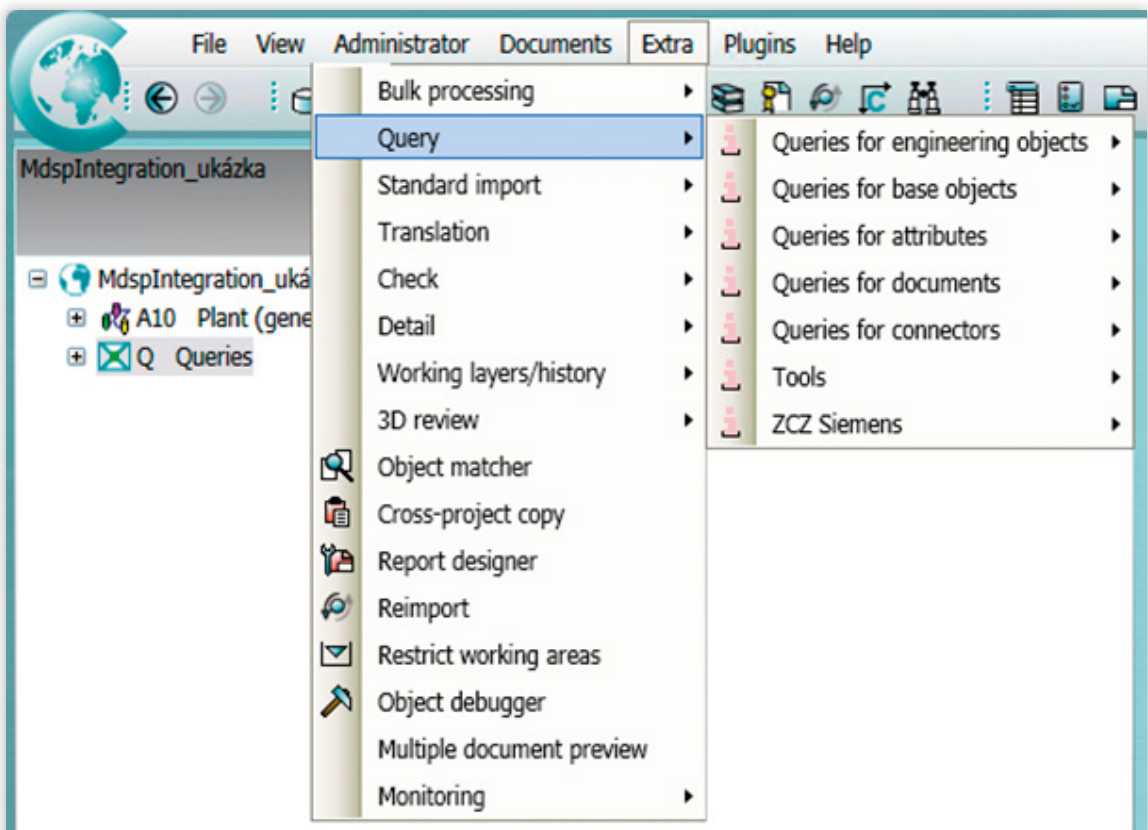 File View Administrator Documents Extra Plugins Help
MdspIntegration_ukázka
MdspIntegration_uká
A10 Plant (gene
Q Queries
Bulk processing
Query
Standard import
Translation
Check
Detail
Working layers/history
3D review
Object matcher
Cross-project copy
Report designer
Reimport
Restrict working areas
Object debugger
Multiple document preview
Monitoring
Queries for engineering objects
Queries for base objects
Queries for attributes
Queries for documents
Queries for connectors
Tools
ZCZ Siemens